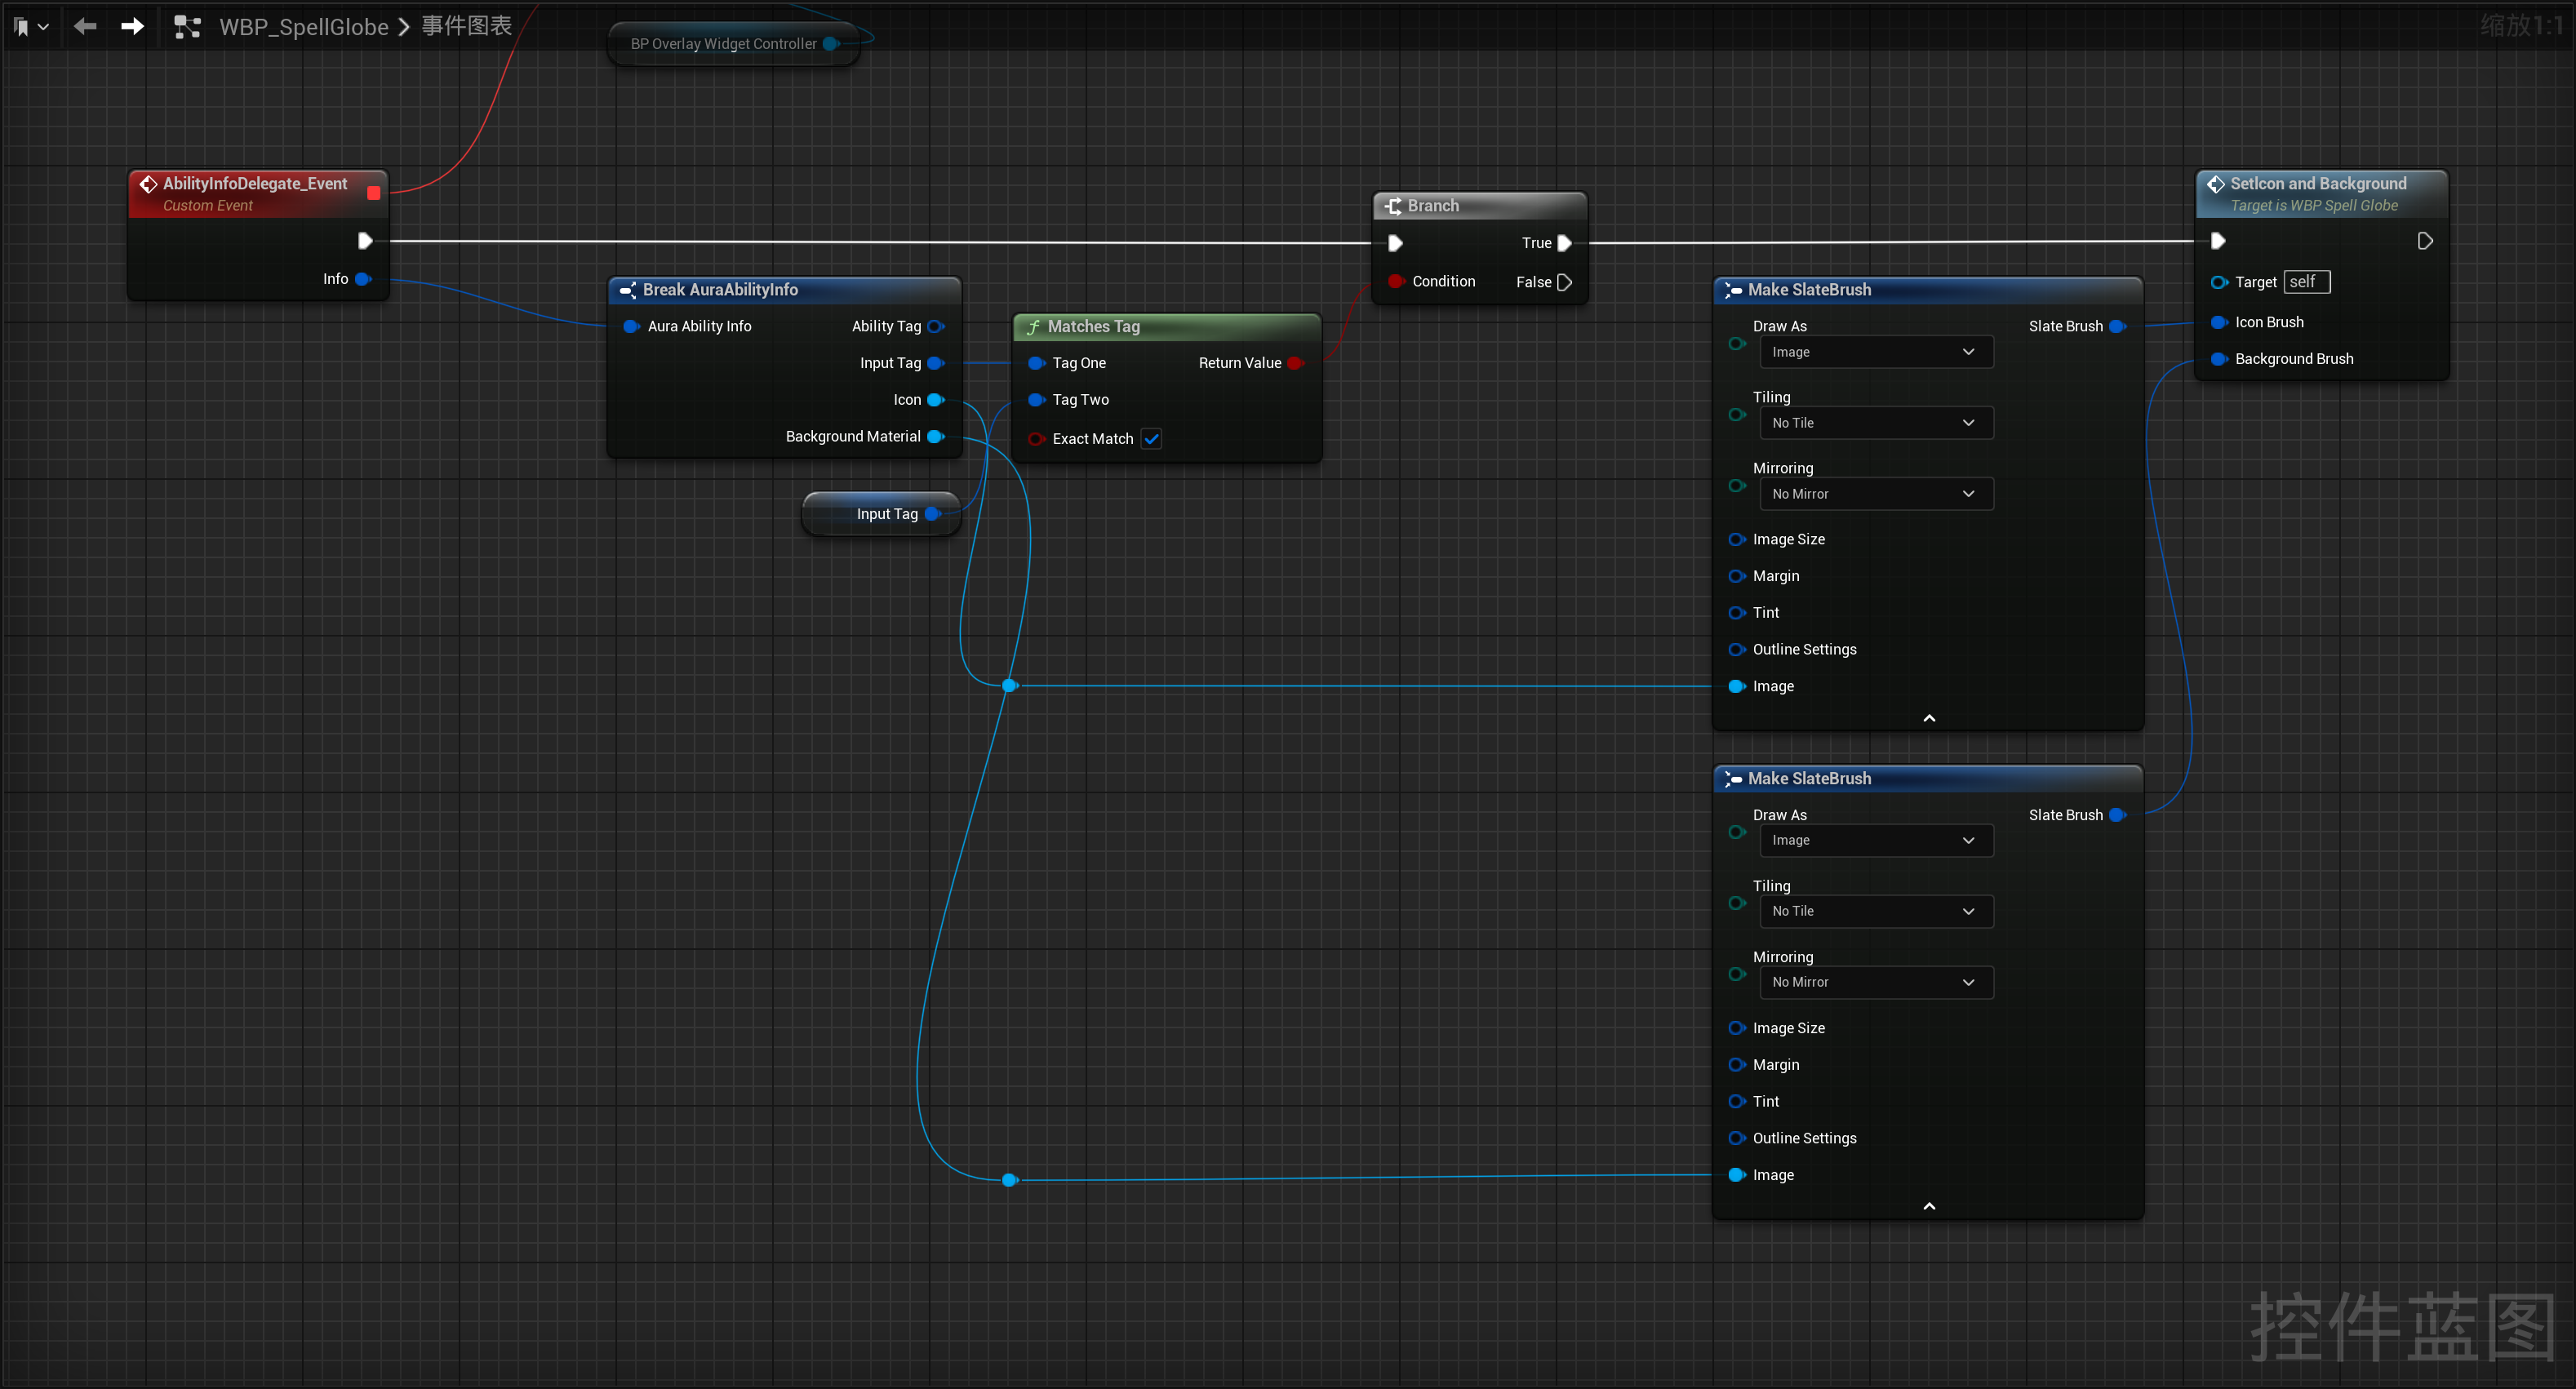 WBP_SpellGlobe > 事件图表
缩放1:1
BP Overlay Widget Controller
AbilityInfoDelegate_Event
Custom Event
Info
Break AuraAbilityInfo
Aura Ability Info
Ability Tag
Input Tag
Icon
Background Material
Input Tag
Matches Tag
Tag One
Return Value
Tag Two
Exact Match
Branch
True
Condition
False
Make SlateBrush
Draw As
Slate Brush
Image
Tiling
No Tile
Mirroring
No Mirror
Image Size
Margin
Tint
Outline Settings
Image
Make SlateBrush
Draw As
Slate Brush
Image
Tiling
No Tile
Mirroring
No Mirror
Image Size
Margin
Tint
Outline Settings
Image
SetIcon and Background
Target is WBP Spell Globe
Target self
Icon Brush
Background Brush
控件蓝图